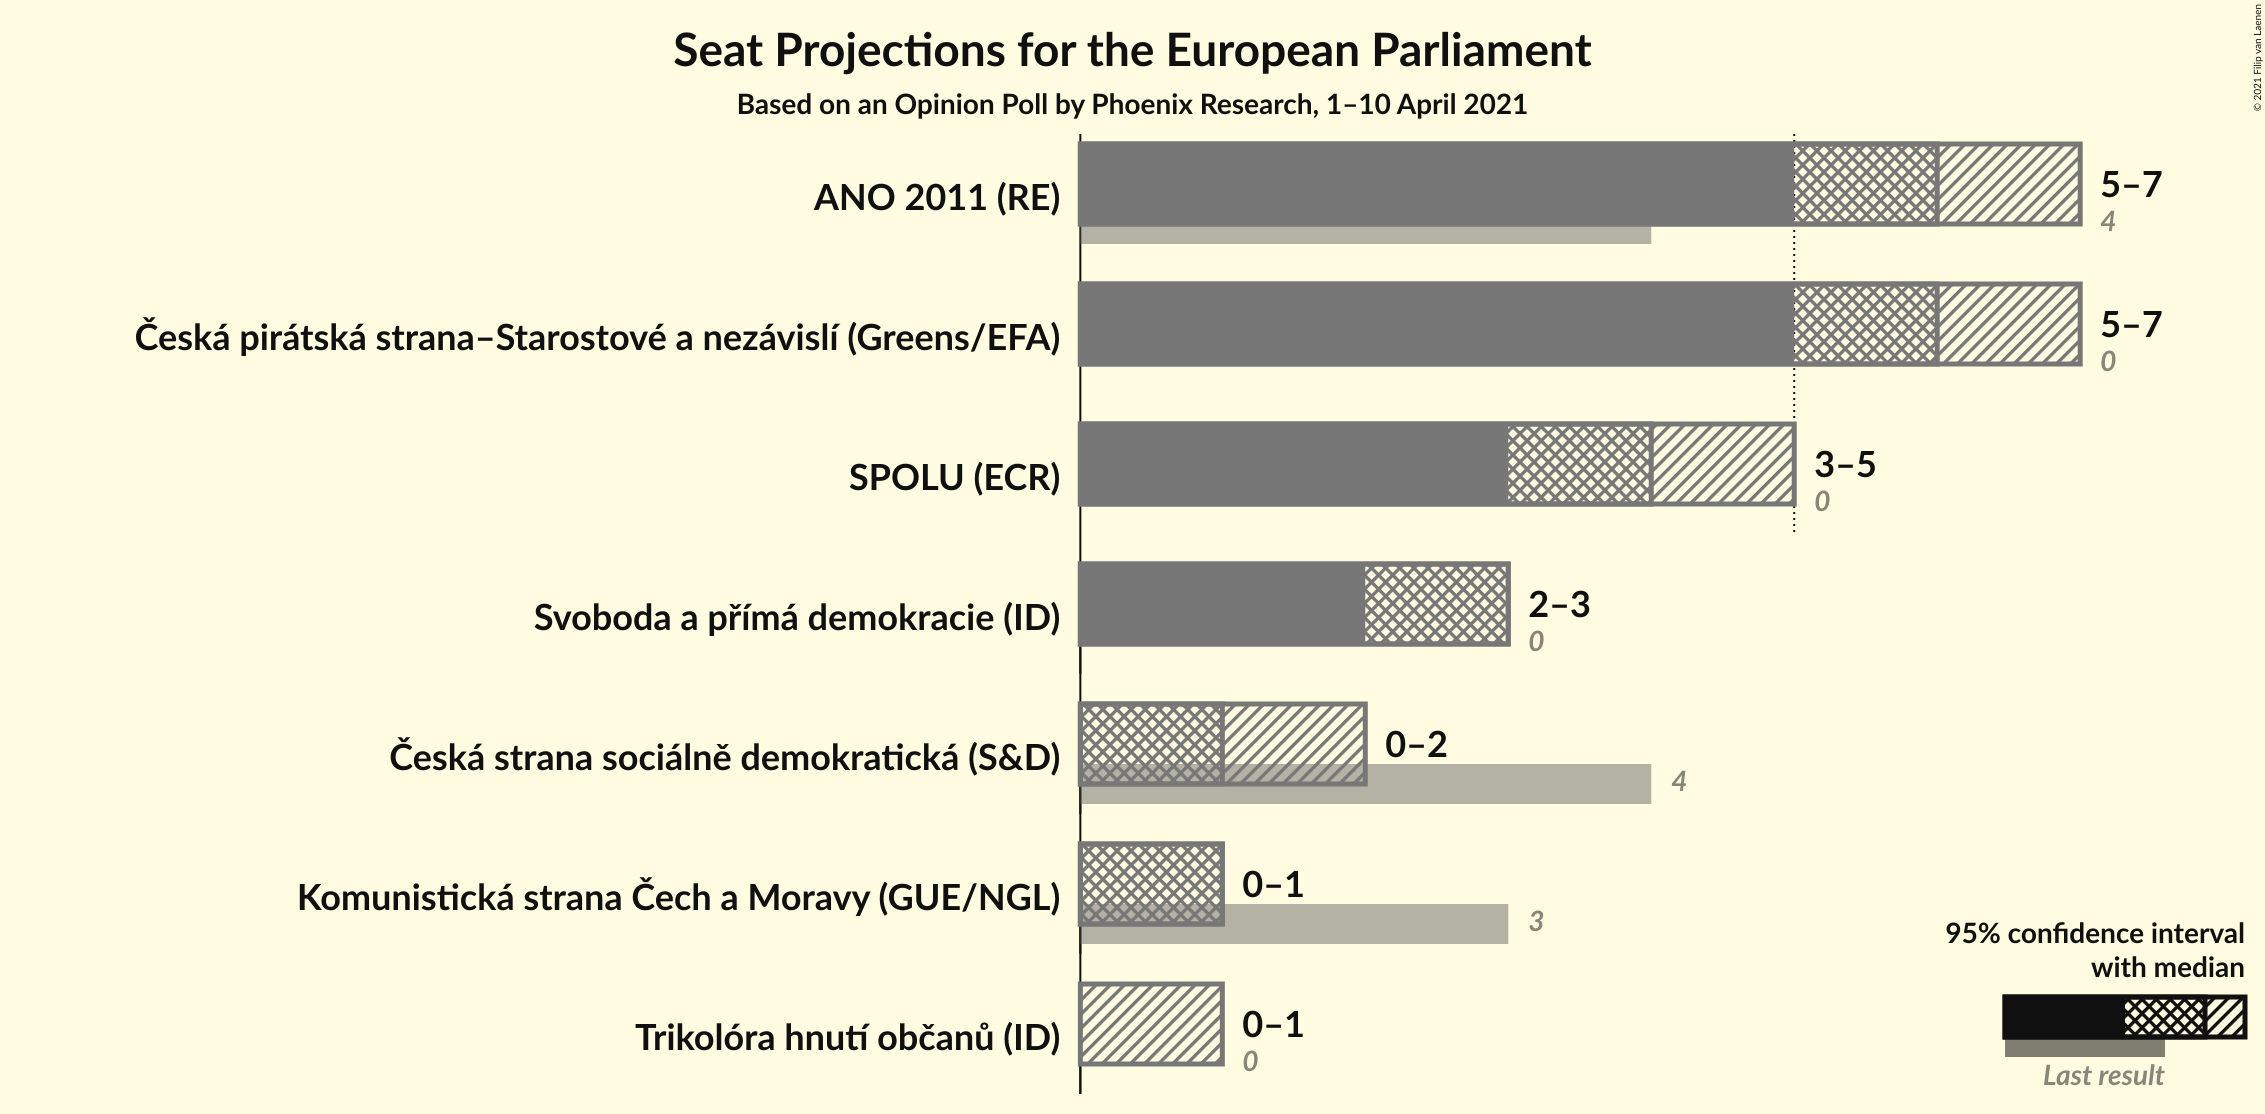 Seat Projections for the European Parliament
Based on an Opinion Poll by Phoenix Research, 1–10 April 2021
© 2021 Filip van Laenen
ANO 2011 (RE)
5–7
4
Česká pirátská strana–Starostové a nezávislí (Greens/EFA)
5–7
0
SPOLU (ECR)
3–5
0
Svoboda a přímá demokracie (ID)
2–3
0
Česká strana sociálně demokratická (S&D)
0–2
4
Komunistická strana Čech a Moravy (GUE/NGL)
0–1
3
Trikolóra hnutí občanů (ID)
0–1
0
95% confidence interval
with median
Last result